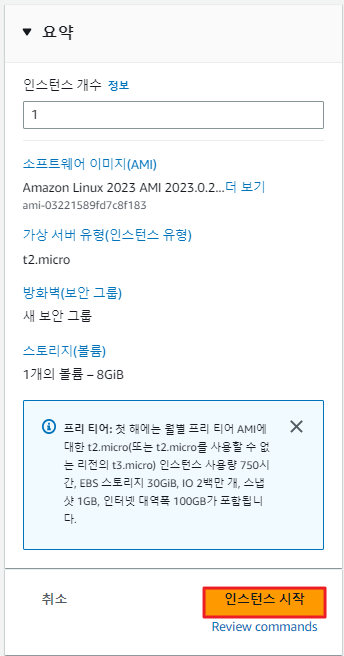 ▼ 요약
인스턴스 개수 정보
1
소프트웨어 이미지(AMI)
Amazon Linux 2023 AMI 2023.0.2...더 보기
ami-03221589fd7c8f183
가상 서버 유형(인스턴스 유형)
t2.micro
방화벽(보안 그룹)
새 보안 그룹
스토리지(볼륨)
1개의 볼륨 – 8GiB
프리 티어: 첫 해에는 월별 프리 티어 AMI에
대한 t2.micro(또는 t2.micro를 사용할 수 없
는 리전의 t3.micro) 인스턴스 사용량 750시
간, EBS 스토리지 30GiB, IO 2백만 개, 스냅
샷 1GB, 인터넷 대역폭 100GB가 포함됩니
다.
취소
인스턴스 시작
Review commands